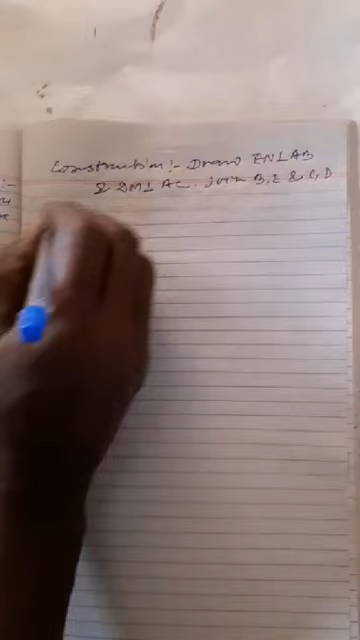 Construction :- Draw EN⊥AB
& DM⊥ AC. Join B,E & C,D